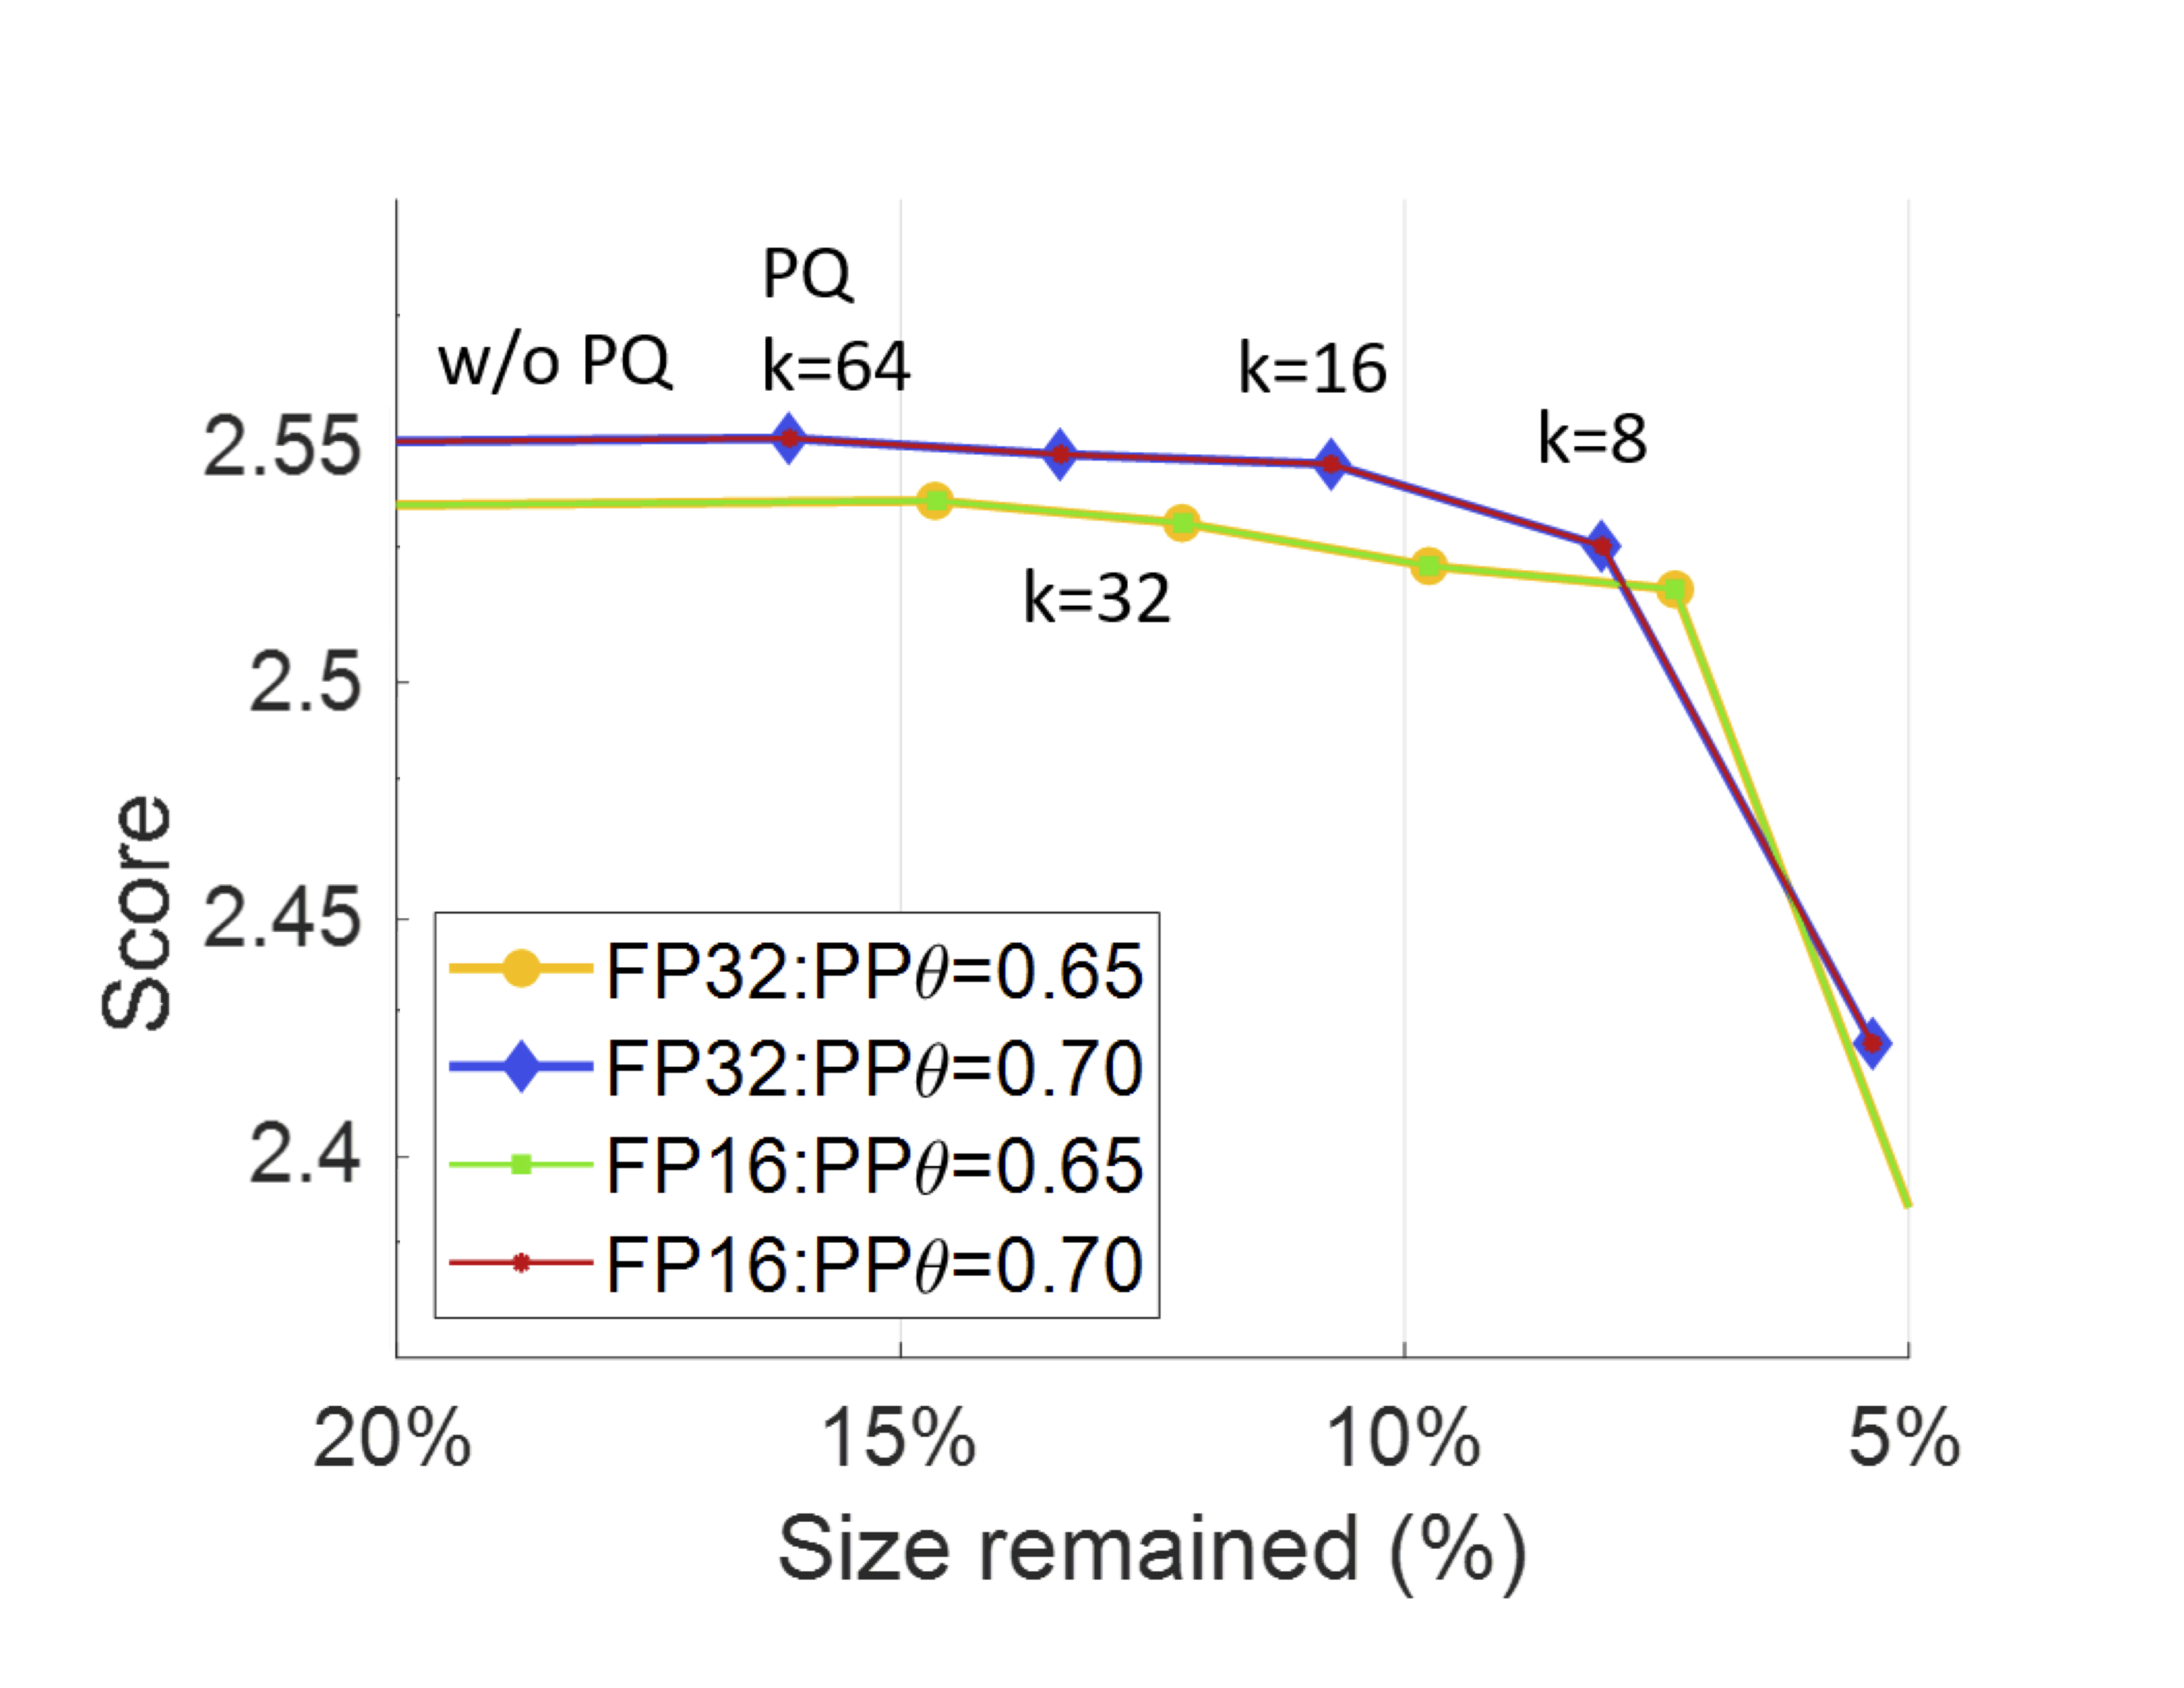 PQ
w/o PQ
k=64
k=16
k=8
k=32
2.55
2.5
2.45
2.4
Score
FP32:PPθ=0.65
FP32:PPθ=0.70
FP16:PPθ=0.65
FP16:PPθ=0.70
20%
15%
10%
5%
Size remained (%)